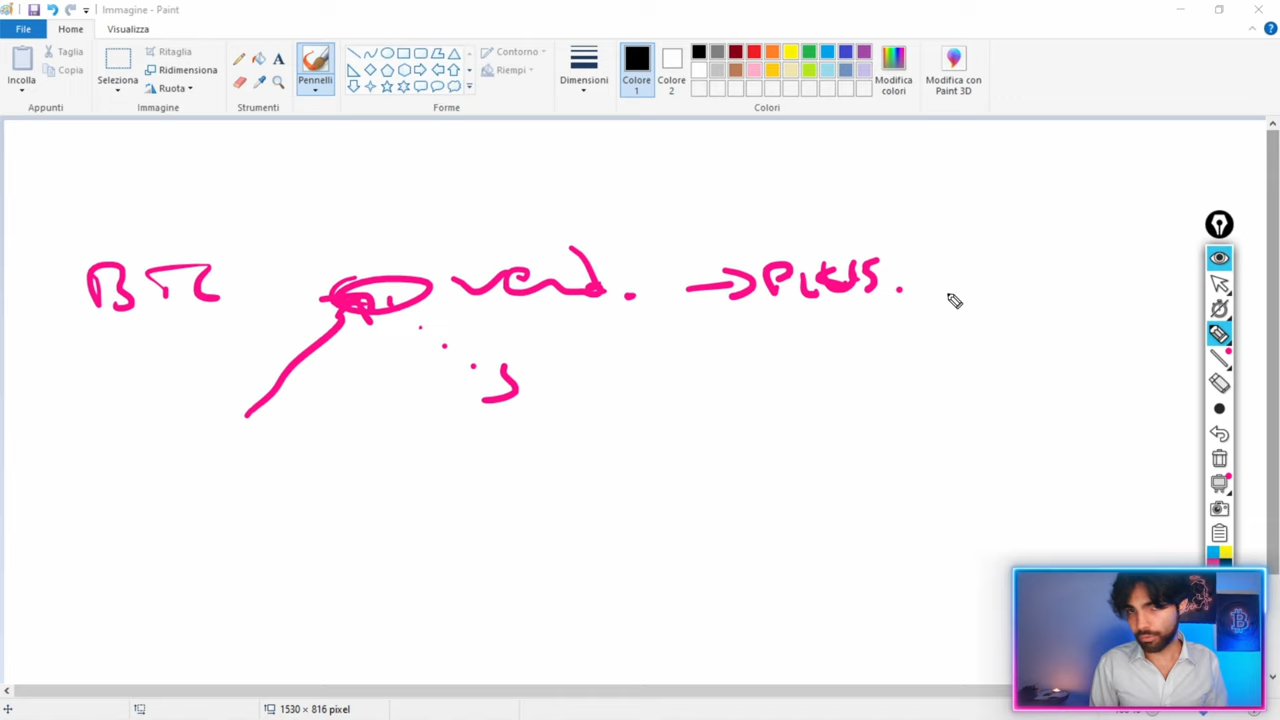 Immagine - Paint
File Home Visualizza
Incolla
Taglia
Copia
Appunti
Seleziona
Ritaglia
Ridimensiona
Ruota
Immagine
Strumenti
Pennelli
Forme
Contorno
Riempi
Dimensioni
Colore 1
Colore 2
Modifica colori
Colori
Modifica con Paint 3D
BTC vend. → PLUS.
1530 × 816 pixel